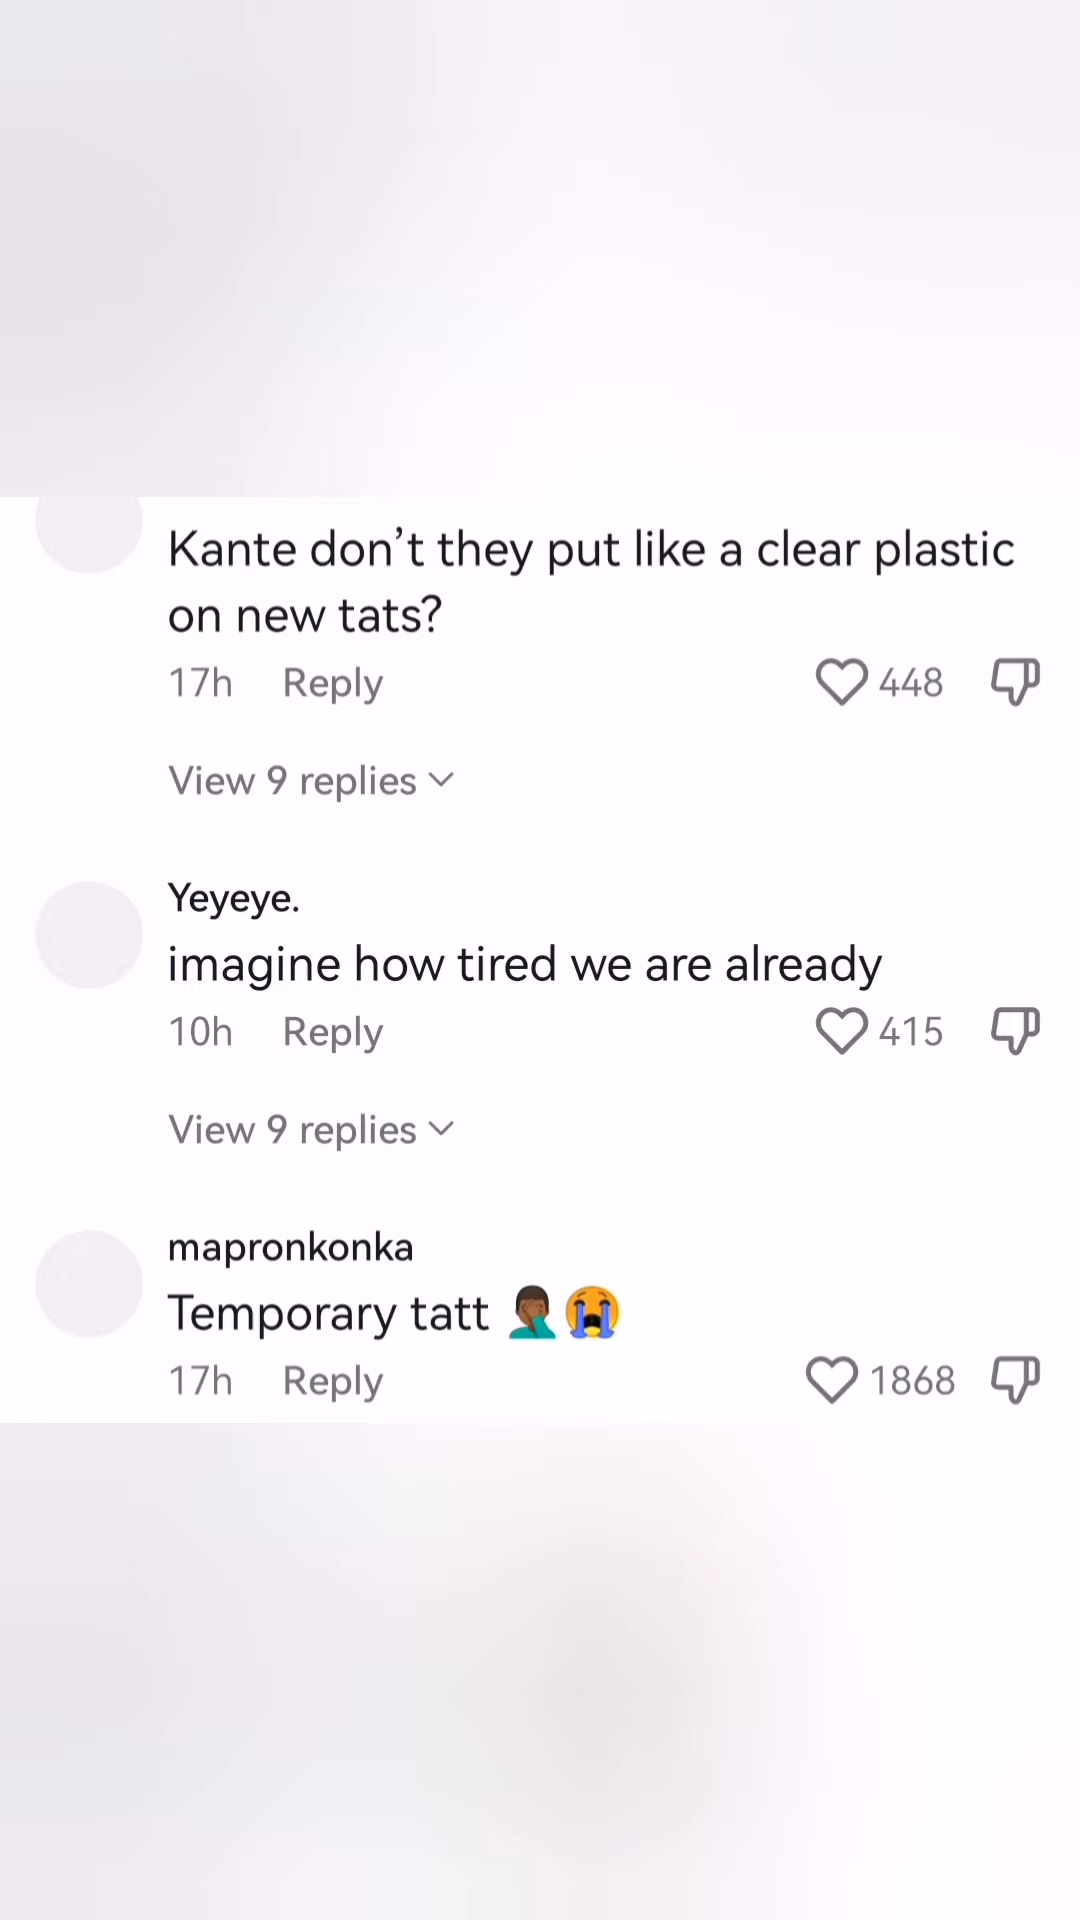 Kante don’t they put like a clear plastic
on new tats?
17h Reply 448
View 9 replies
Yeyeye.
imagine how tired we are already
10h Reply 415
View 9 replies
mapronkonka
Temporary tatt 🤦🏾‍♂️😭
17h Reply 1868